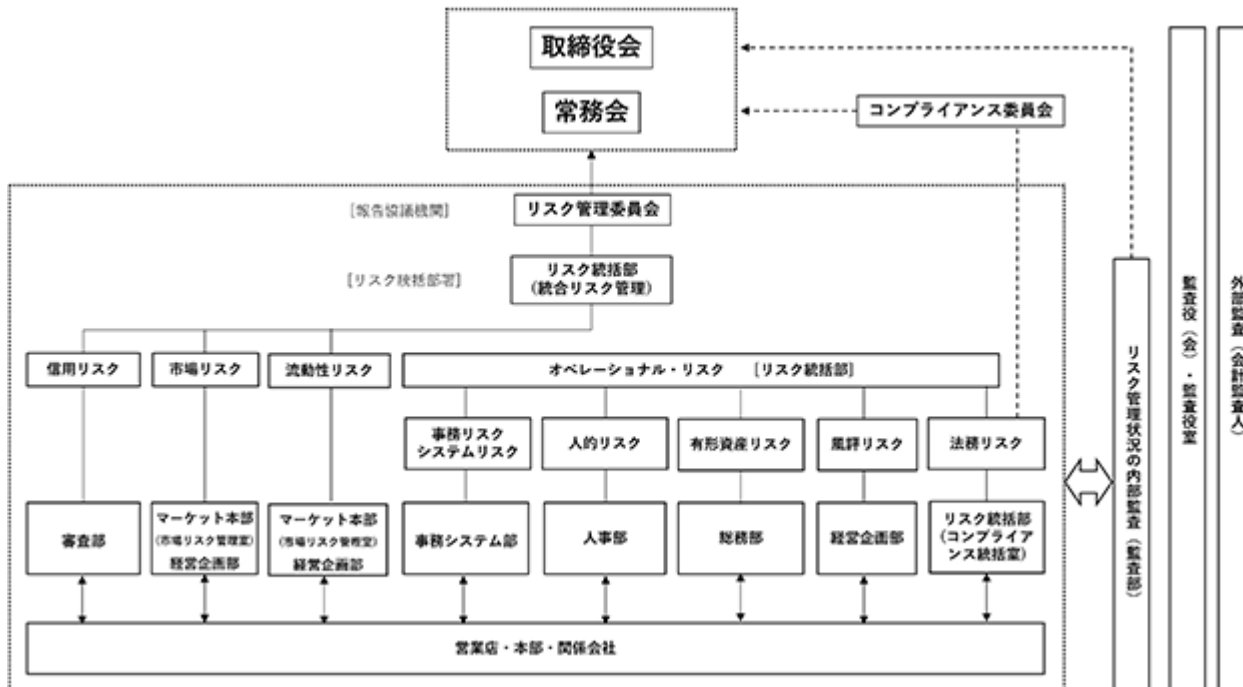 取締役会
常務会
コンプライアンス委員会
[報告協議機関]
リスク管理委員会
[リスク統括部署]
リスク統括部
(統合リスク管理)
信用リスク
市場リスク
流動性リスク
オペレーショナル・リスク [リスク統括部]
事務リスク
システムリスク
人的リスク
有形資産リスク
風評リスク
法務リスク
審査部
マーケット本部
(市場リスク管理室)
経営企画部
マーケット本部
(市場リスク管理室)
経営企画部
事務システム部
人事部
総務部
経営企画部
リスク統括部
(コンプライ
アンス統括室)
営業店・本部・関係会社
リスク管理状況の内部監査(監査部)
監査役(会)・監査役室
外部監査(会計監査人)